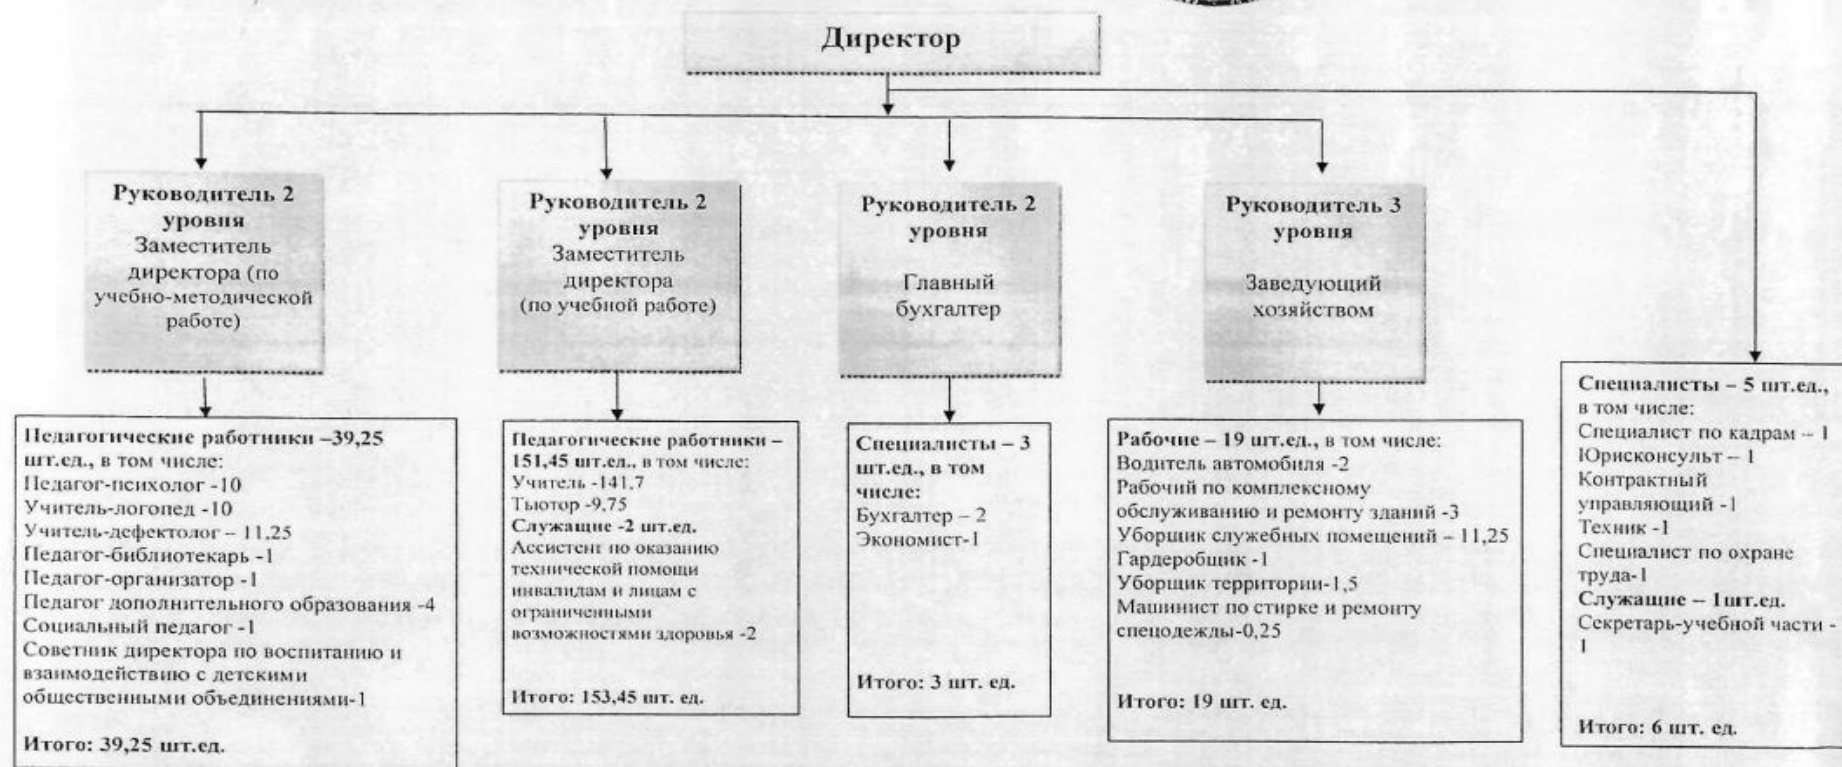 Директор
Руководитель 2
уровня
Заместитель
директора (по
учебно-методической
работе)
Руководитель 2
уровня
Заместитель
директора
(по учебной работе)
Руководитель 2
уровня
Главный
бухгалтер
Руководитель 3
уровня
Заведующий
хозяйством
Педагогические работники –39,25
шт.ед., в том числе:
Педагог-психолог -10
Учитель-логопед -10
Учитель-дефектолог – 11,25
Педагог-библиотекарь -1
Педагог-организатор -1
Педагог дополнительного образования -4
Социальный педагог -1
Советник директора по воспитанию и
взаимодействию с детскими
общественными объединениями-1
Итого: 39,25 шт.ед.
Педагогические работники –
151,45 шт.ед., в том числе:
Учитель -141,7
Тьютор -9,75
Служащие -2 шт.ед.
Ассистент по оказанию
технической помощи
инвалидам и лицам с
ограниченными
возможностями здоровья -2
Итого: 153,45 шт. ед.
Специалисты – 3
шт.ед., в том
числе:
Бухгалтер – 2
Экономист-1
Итого: 3 шт. ед.
Рабочие – 19 шт.ед., в том числе:
Водитель автомобиля -2
Рабочий по комплексному
обслуживанию и ремонту зданий -3
Уборщик служебных помещений – 11,25
Гардеробщик -1
Уборщик территории-1,5
Машинист по стирке и ремонту
спецодежды-0,25
Итого: 19 шт. ед.
Специалисты – 5 шт.ед.,
в том числе:
Специалист по кадрам – 1
Юрисконсульт – 1
Контрактный
управляющий -1
Техник -1
Специалист по охране
труда-1
Служащие – 1шт.ед.
Секретарь-учебной части -
1
Итого: 6 шт. ед.